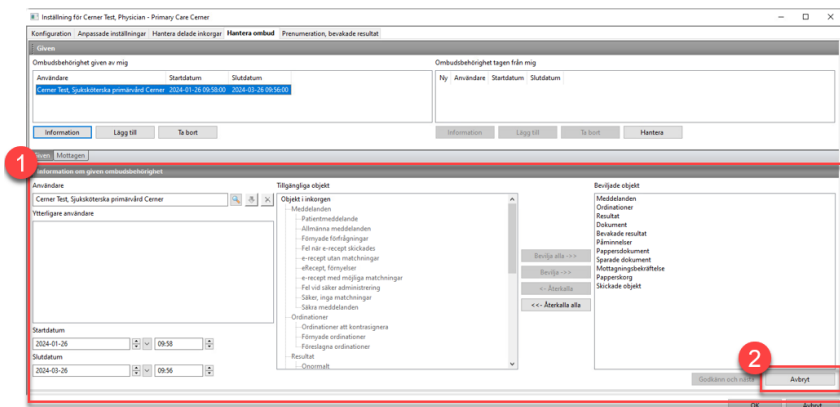 Inställning för Cerner Test, Physician - Primary Care Cerner
Konfiguration Anpassade inställningar Hantera delade inkorgar Hantera ombud Prenumeration, bevakade resultat
Given
Ombudsbehörighet given av mig
Användare Startdatum Slutdatum
Cerner Test, Sjuksköterska primärvård Cerner 2024-01-26 09:58:00 2024-03-26 09:56:00
Information Lägg till Ta bort
Ombudsbehörighet tagen från mig
Ny Användare Startdatum Slutdatum
Information Lägg till Ta bort Hantera
Given Mottagen
1
Information om given ombudsbehörighet
Användare
Cerner Test, Sjuksköterska primärvård Cerner
Ytterligare användare
Startdatum
2024-01-26 09:58
Slutdatum
2024-03-26 09:56
Tillgängliga objekt
Objekt i inkorgen
Meddelanden
Patientmeddelande
Allmänna meddelanden
Förnyade förfrågningar
Fel när e-recept skickades
e-recept utan matchningar
eRecept, förnyelser
e-recept med möjliga matchningar
Fel vid säker administrering
Säker, inga matchningar
Säkra meddelanden
Ordinationer
Ordinationer att kontrasignera
Förnyade ordinationer
Föreslagna ordinationer
Resultat
Onormalt
Bevilja alla ->>
Bevilja ->>
<- Återkalla
<<- Återkalla alla
Beviljade objekt
Meddelanden
Ordinationer
Resultat
Dokument
Bevakade resultat
Påminnelser
Pappersdokument
Sparade dokument
Mottagningsbekräftelse
Papperskorg
Skickade objekt
2
Godkänn och nästa Avbryt
OK Avbryt